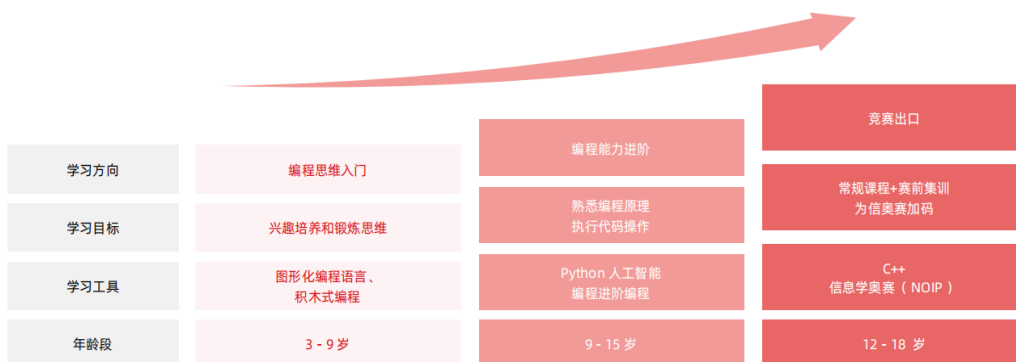 竞赛出口
学习方向
编程思维入门
编程能力进阶
常规课程+赛前集训
为信奥赛加码
学习目标
兴趣培养和锻炼思维
熟悉编程原理
执行代码操作
学习工具
图形化编程语言、
积木式编程
Python 人工智能
编程进阶编程
C++
信息学奥赛（ NOIP ）
年龄段
3 - 9 岁
9 - 15 岁
12 - 18 岁